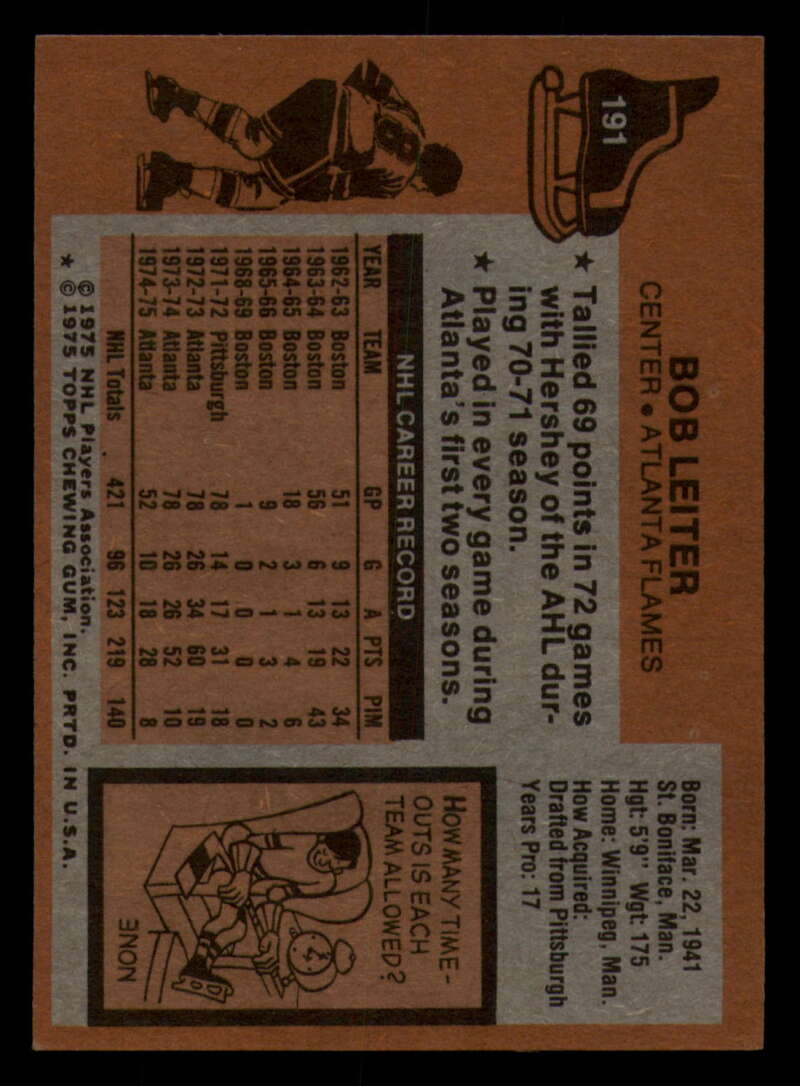 191
BOB LEITER
CENTER • ATLANTA FLAMES
★ Tallied 69 points in 72 games
with Hershey of the AHL dur-
ing 70-71 season.
★ Played in every game during
Atlanta's first two seasons.
NHL CAREER RECORD
YEAR TEAM GP G A PTS PIM
1962-63 Boston 51 9 13 22 34
1963-64 Boston 56 6 13 19 43
1964-65 Boston 18 3 1 4 6
1965-66 Boston 9 2 1 3 2
1968-69 Boston 1 0 0 0 0
1971-72 Pittsburgh 78 14 17 31 18
1972-73 Atlanta 78 26 34 60 19
1973-74 Atlanta 78 26 26 52 10
1974-75 Atlanta 52 10 18 28 8
NHL Totals 421 96 123 219 140
© 1975 NHL Players Association.
★ © 1975 TOPPS CHEWING GUM, INC. PRTD. IN U.S.A.
Born: Mar. 22, 1941
St. Boniface, Man.
Hgt: 5'9" Wgt: 175
Home: Winnipeg, Man.
How Acquired:
Drafted from Pittsburgh
Years Pro: 17
HOW MANY TIME-
OUTS IS EACH
TEAM ALLOWED?
NONE